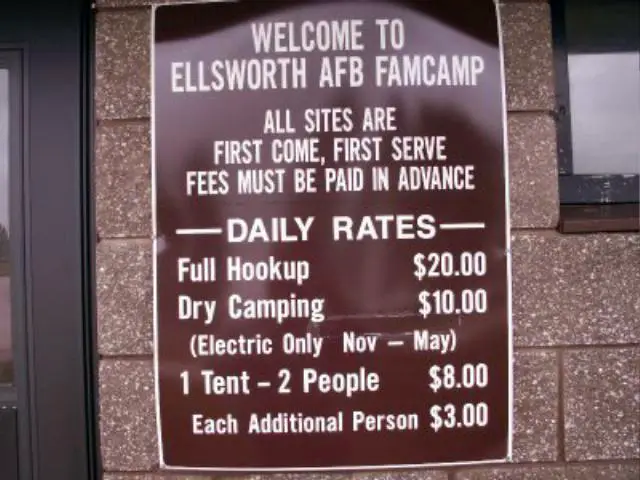 WELCOME TO
ELLSWORTH AFB FAMCAMP
ALL SITES ARE
FIRST COME, FIRST SERVE
FEES MUST BE PAID IN ADVANCE
— DAILY RATES —
Full Hookup $20.00
Dry Camping $10.00
(Electric Only Nov – May)
1 Tent – 2 People $8.00
Each Additional Person $3.00